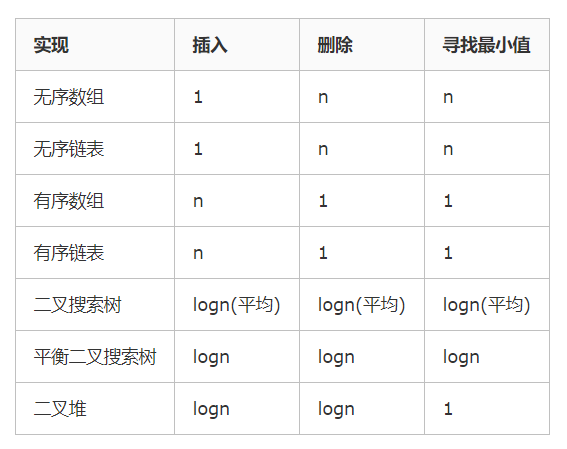 实现 插入 删除 寻找最小值
无序数组 1 n n
无序链表 1 n n
有序数组 n 1 1
有序链表 n 1 1
二叉搜索树 logn(平均) logn(平均) logn(平均)
平衡二叉搜索树 logn logn logn
二叉堆 logn logn 1